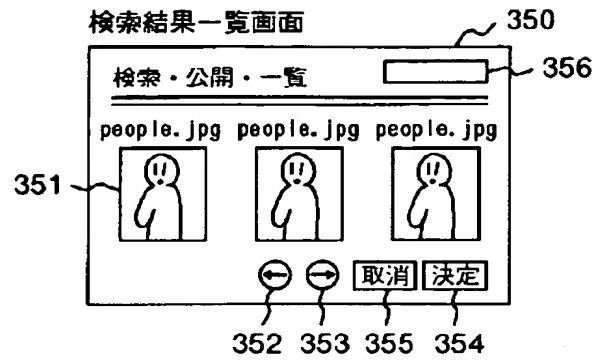 検索結果一覧画面
350
検索・公開・一覧
356
people.jpg people.jpg people.jpg
351
← → 取消 決定
352 353 355 354